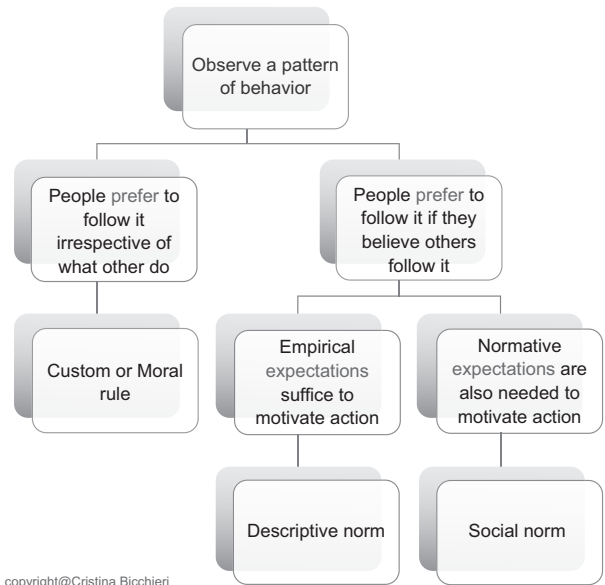 Observe a pattern
of behavior
People prefer to
follow it
irrespective of
what other do
People prefer to
follow it if they
believe others
follow it
Custom or Moral
rule
Empirical
expectations
suffice to
motivate action
Normative
expectations are
also needed to
motivate action
Descriptive norm
Social norm
copyright@Cristina Bicchieri